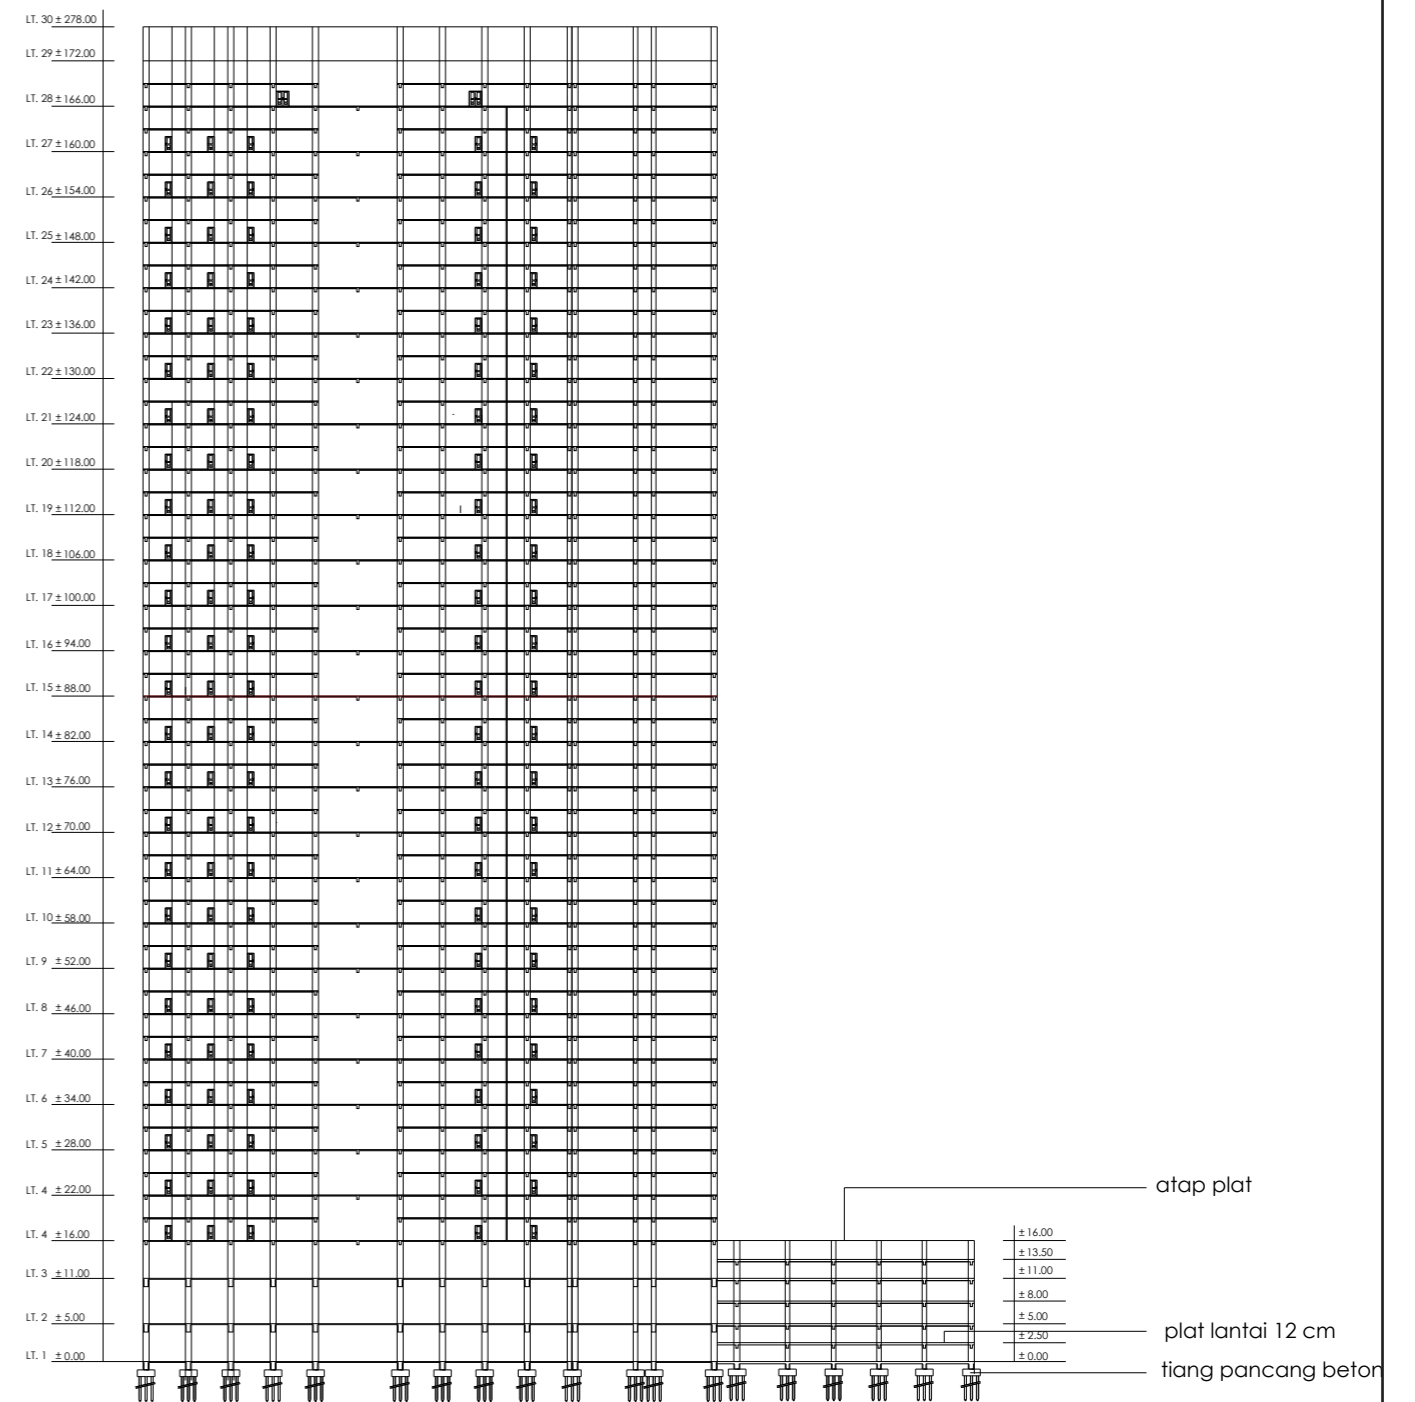 LT. 30 ± 278.00
LT. 29 ± 172.00
LT. 28 ± 166.00
LT. 27 ± 160.00
LT. 26 ± 154.00
LT. 25 ± 148.00
LT. 24 ± 142.00
LT. 23 ± 136.00
LT. 22 ± 130.00
LT. 21 ± 124.00
LT. 20 ± 118.00
LT. 19 ± 112.00
LT. 18 ± 106.00
LT. 17 ± 100.00
LT. 16 ± 94.00
LT. 15 ± 88.00
LT. 14 ± 82.00
LT. 13 ± 76.00
LT. 12 ± 70.00
LT. 11 ± 64.00
LT. 10 ± 58.00
LT. 9 ± 52.00
LT. 8 ± 46.00
LT. 7 ± 40.00
LT. 6 ± 34.00
LT. 5 ± 28.00
LT. 4 ± 22.00
LT. 4 ± 16.00
LT. 3 ± 11.00
LT. 2 ± 5.00
LT. 1 ± 0.00
atap plat
± 16.00
± 13.50
± 11.00
± 8.00
± 5.00
± 2.50
± 0.00
plat lantai 12 cm
tiang pancang beton